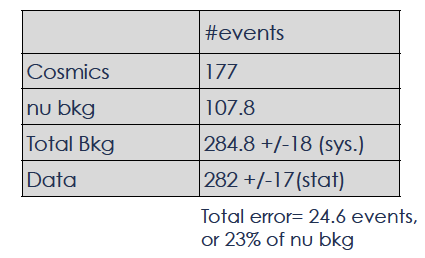 #events
Cosmics 177
nu bkg 107.8
Total Bkg 284.8 +/-18 (sys.)
Data 282 +/-17(stat)
Total error= 24.6 events,
or 23% of nu bkg